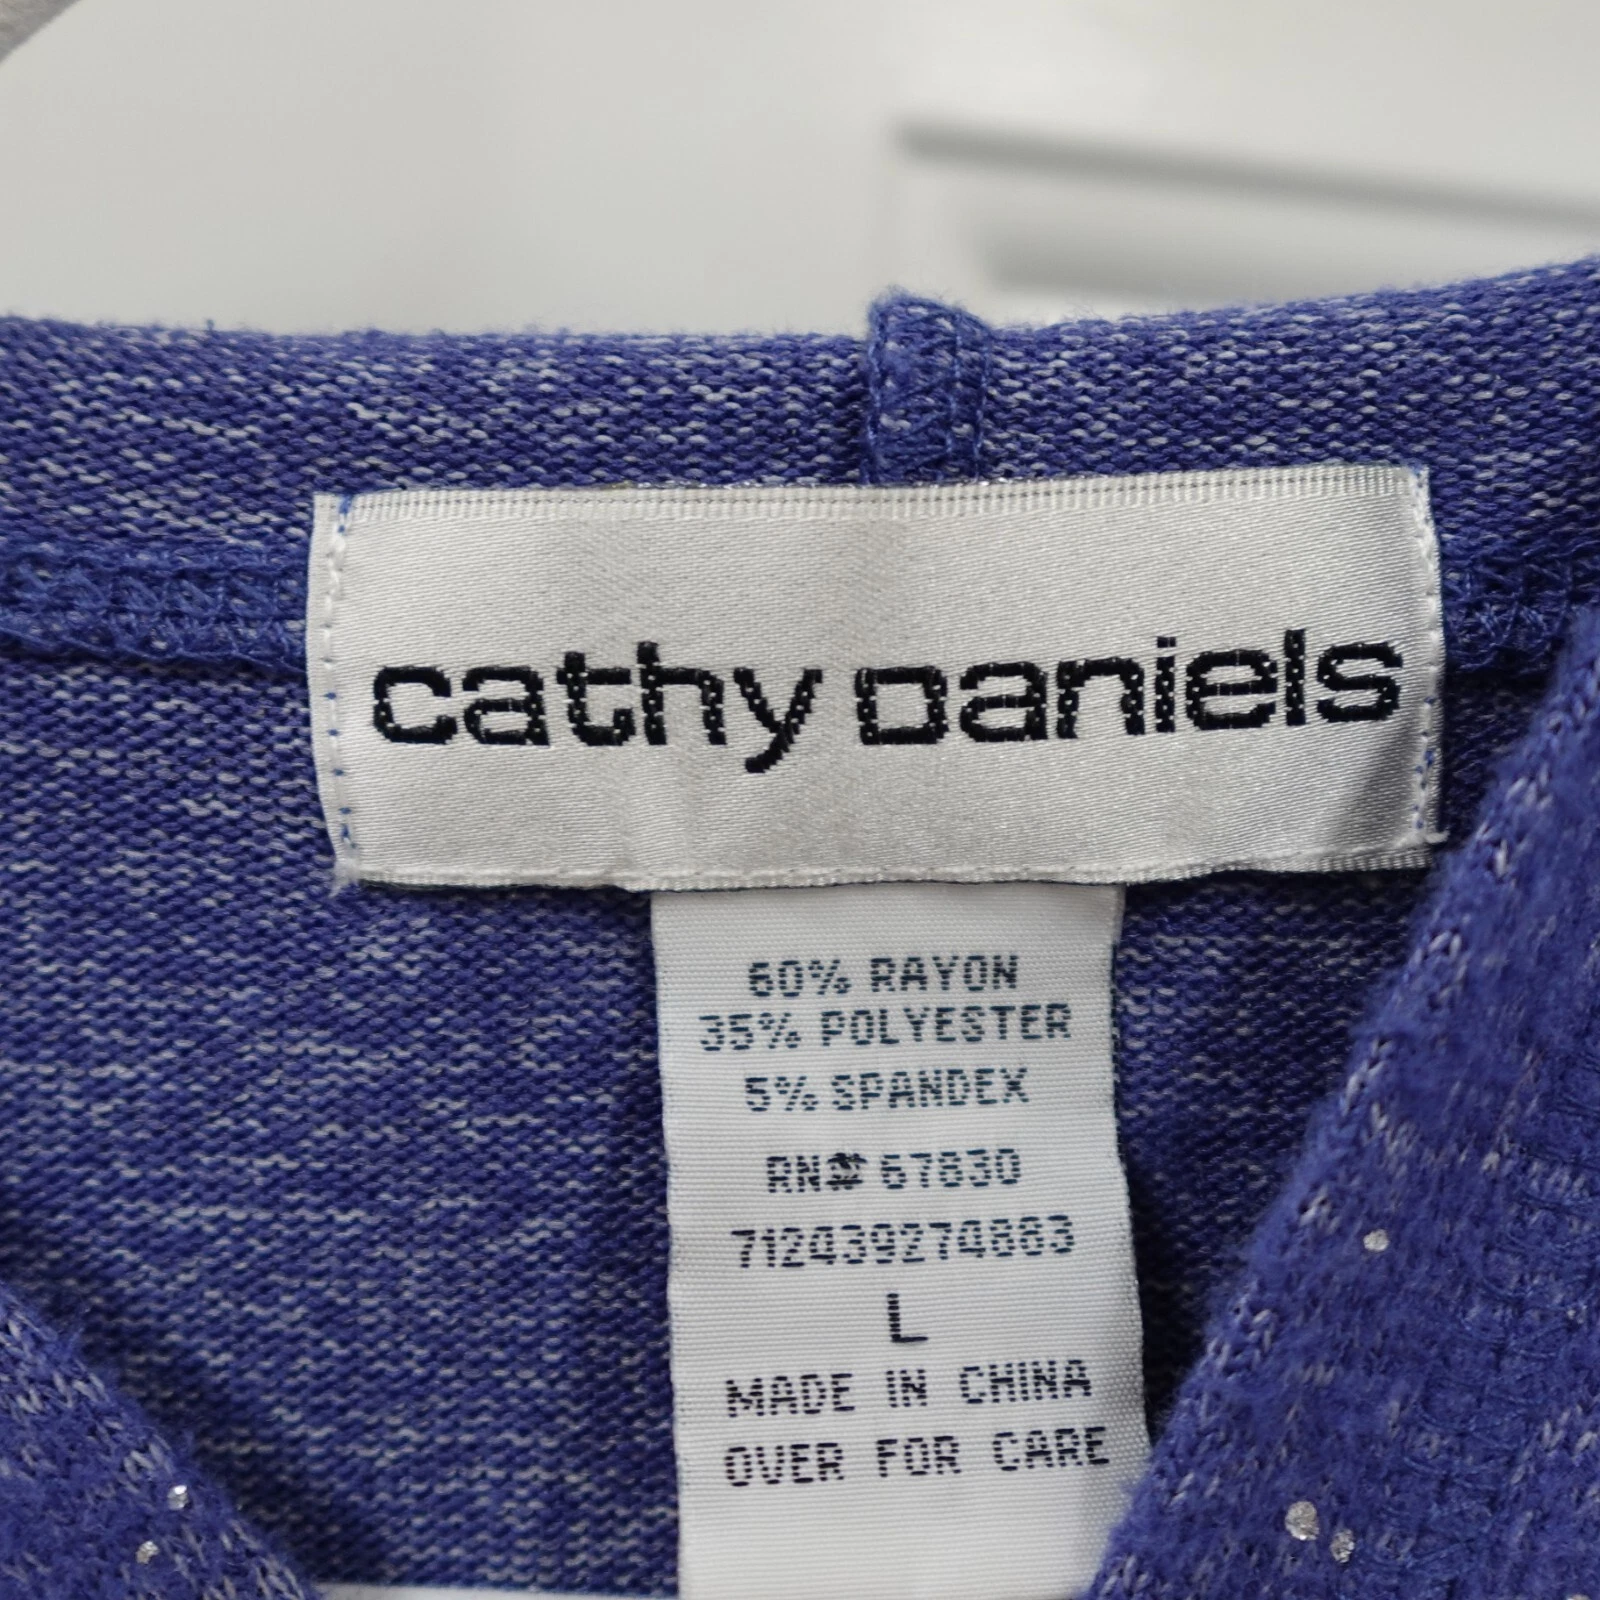 cathy Daniels
60% RAYON
35% POLYESTER
5% SPANDEX
RN# 67830
712439274883
L
MADE IN CHINA
OVER FOR CARE